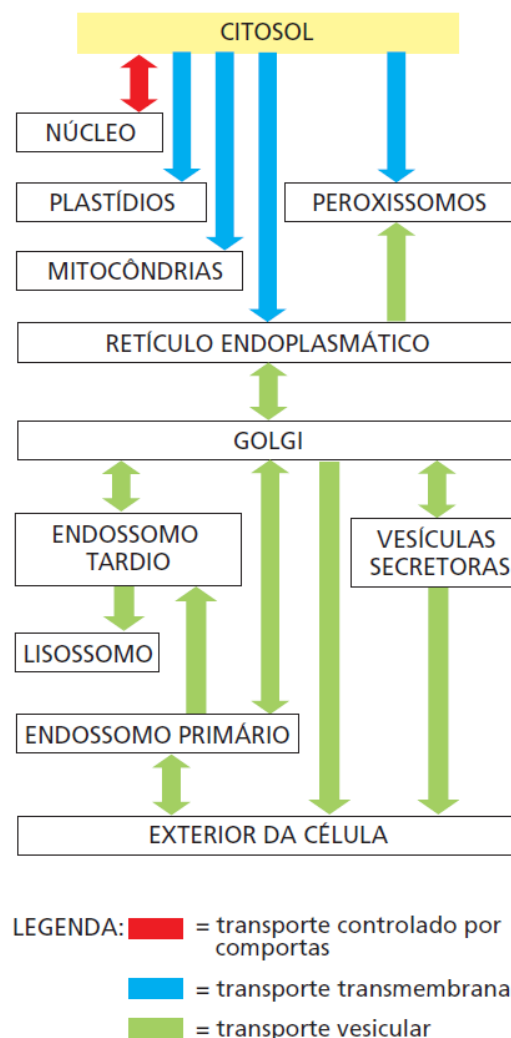 CITOSOL
NÚCLEO
PLASTÍDIOS
PEROXISSOMOS
MITOCÔNDRIAS
RETÍCULO ENDOPLASMÁTICO
GOLGI
ENDOSSOMO
TARDIO
VESÍCULAS
SECRETORAS
LISOSSOMO
ENDOSSOMO PRIMÁRIO
EXTERIOR DA CÉLULA
LEGENDA: = transporte controlado por
comportas
= transporte transmembrana
= transporte vesicular